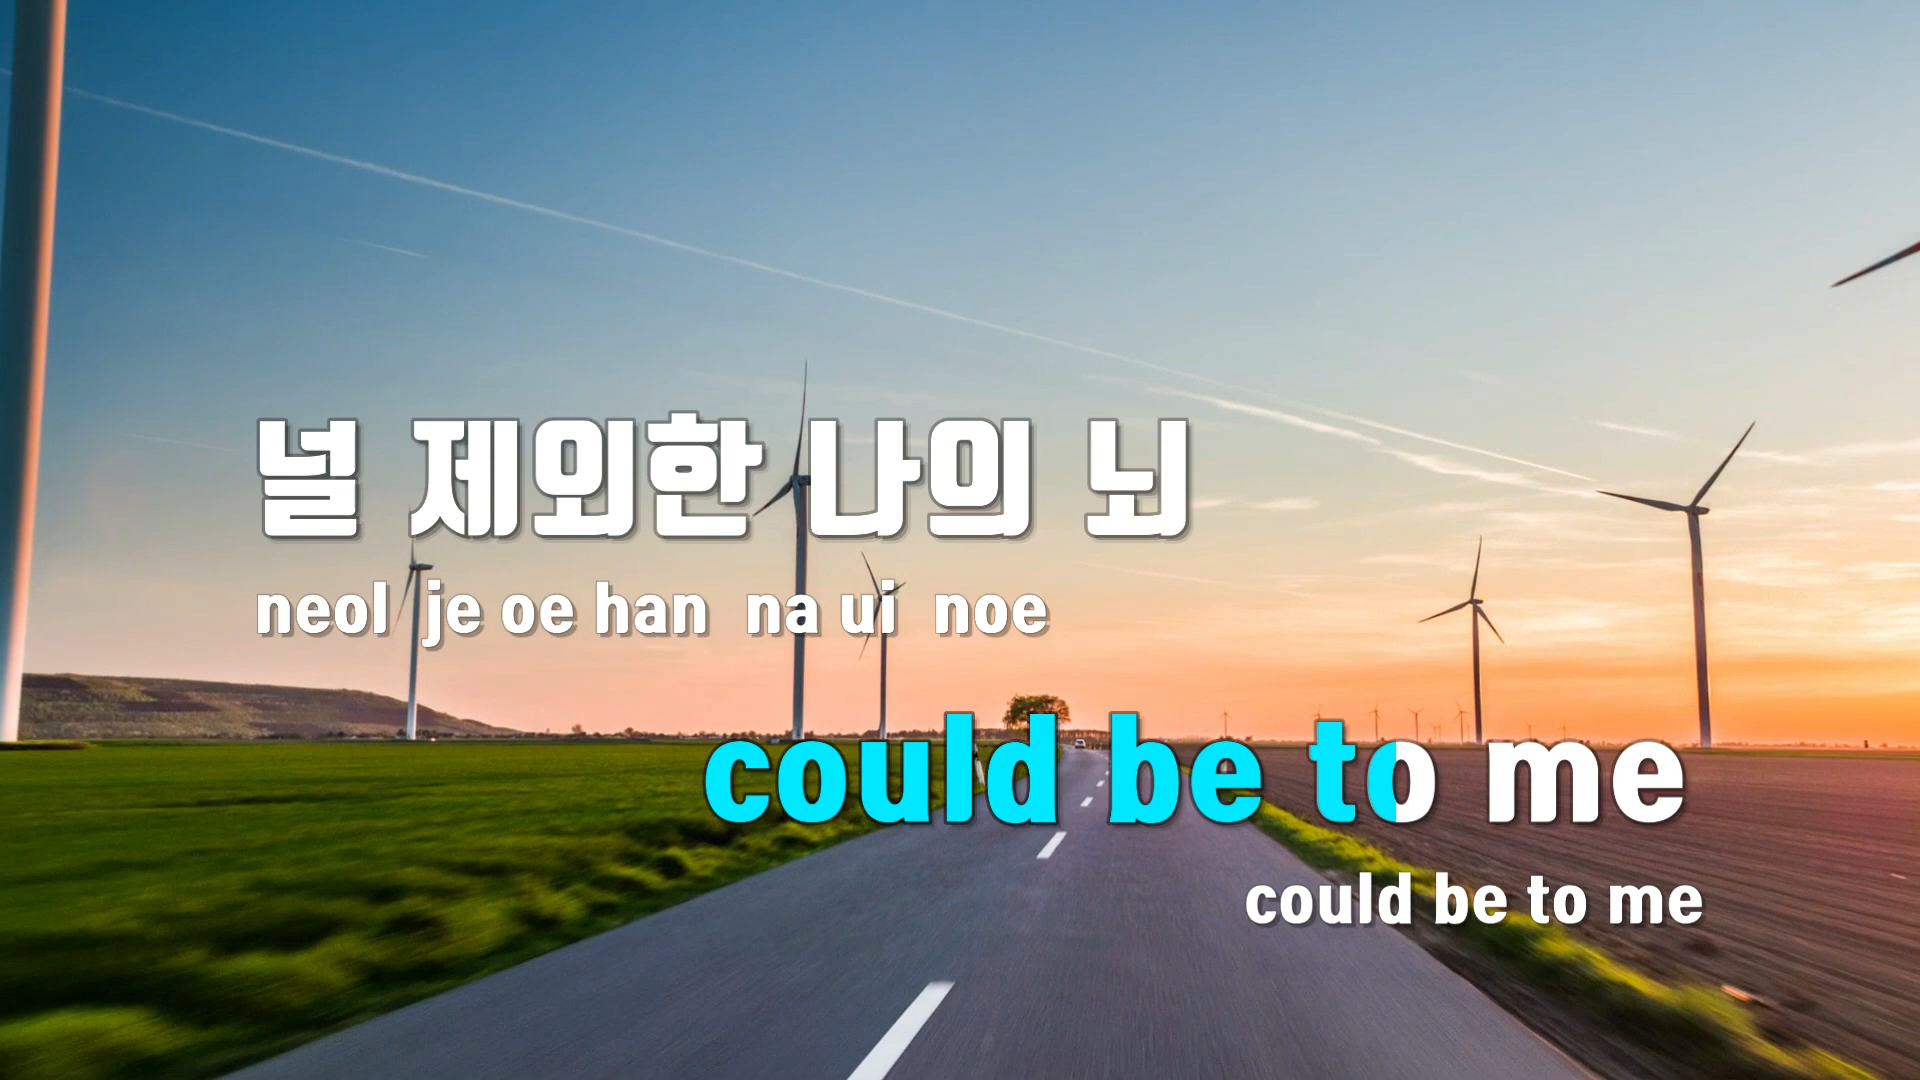 널 제외한 나의 뇌
neol je oe han na ui noe
could be to me
could be to me